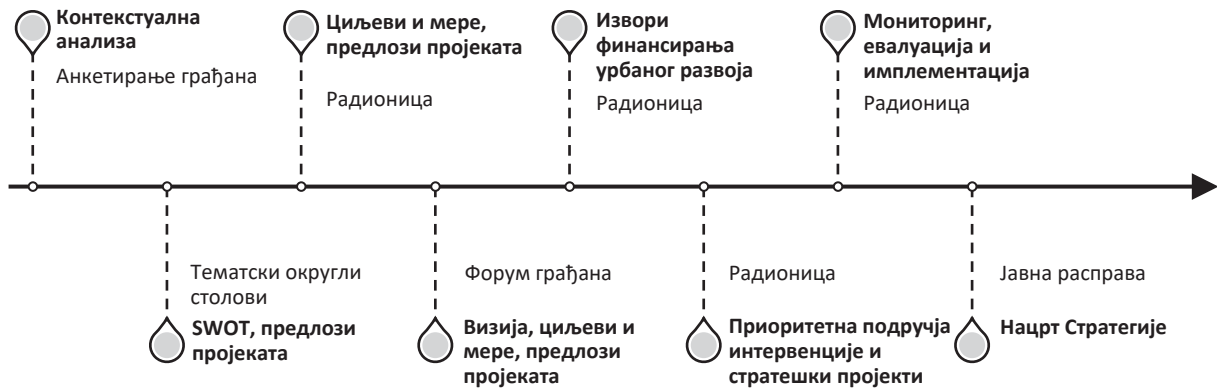 Контекстуална
анализа
Анкетирање грађана
Циљеви и мере,
предлози пројеката
Радионица
Извори
финансирања
урбаног развоја
Радионица
Мониторинг,
евалуација и
имплементација
Радионица
Тематски округли
столови
SWOT, предлози
пројеката
Форум грађана
Визија, циљеви и
мере, предлози
пројеката
Радионица
Приоритетна подручја
интервенције и
стратешки пројекти
Јавна расправа
Нацрт Стратегије